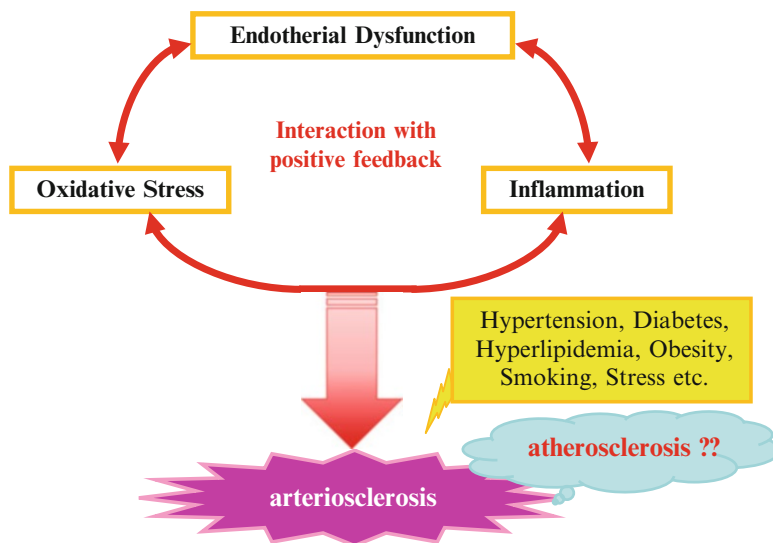 Endotherial Dysfunction
Interaction with
positive feedback
Oxidative Stress
Inflammation
Hypertension, Diabetes,
Hyperlipidemia, Obesity,
Smoking, Stress etc.
atherosclerosis ??
arteriosclerosis